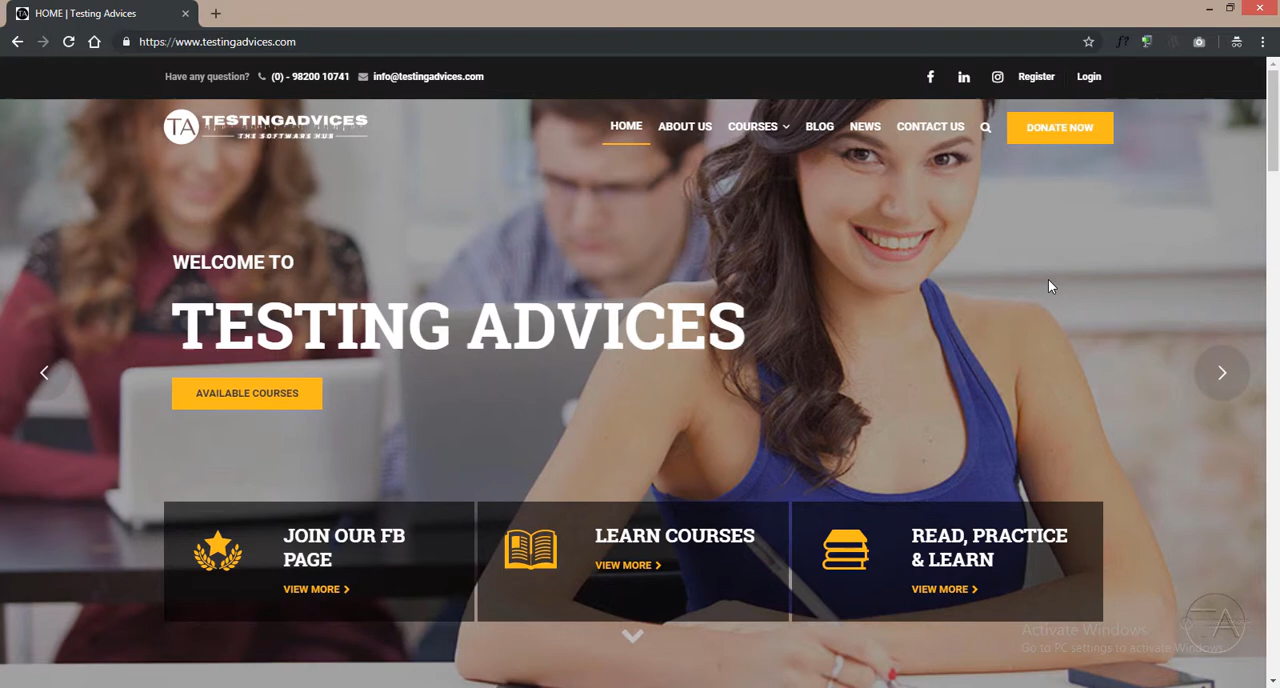 HOME | Testing Advices
https://www.testingadvices.com
Have any question? (0) - 98200 10741 info@testingadvices.com Register Login
TA TESTINGADVICES
THE SOFTWARE HUB
HOME ABOUT US COURSES BLOG NEWS CONTACT US DONATE NOW
WELCOME TO
TESTING ADVICES
AVAILABLE COURSES
JOIN OUR FB
PAGE
VIEW MORE
LEARN COURSES
VIEW MORE
READ, PRACTICE
& LEARN
VIEW MORE
TA
Activate Windows
Go to PC settings to activate Windows.